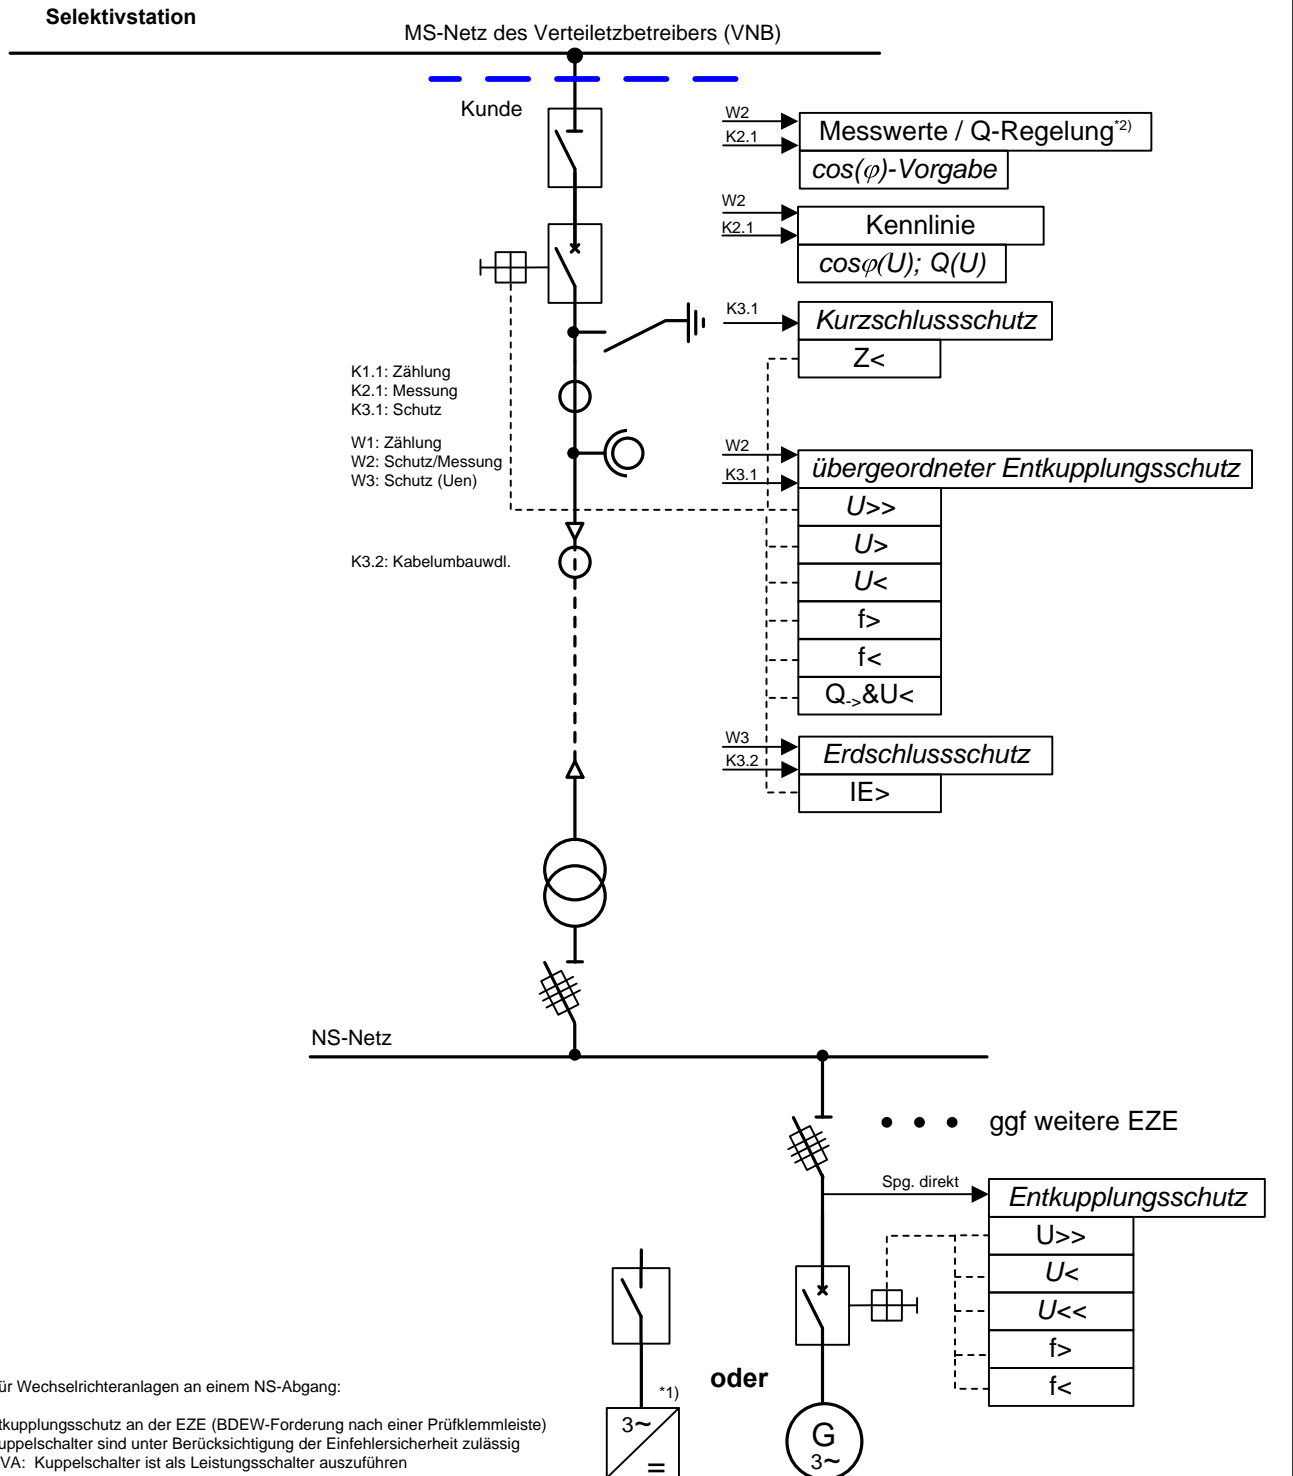 Selektivstation
MS-Netz des Verteiletzbetreibers (VNB)
Kunde
W2
K2.1
Messwerte / Q-Regelung*2)
cos(φ)-Vorgabe
W2
K2.1
Kennlinie
cosφ(U); Q(U)
K3.1
Kurzschlussschutz
Z<
K1.1: Zählung
K2.1: Messung
K3.1: Schutz
W1: Zählung
W2: Schutz/Messung
W3: Schutz (Uen)
W2
K3.1
übergeordneter Entkupplungsschutz
U>>
U>
U<
f>
f<
Q->&U<
K3.2: Kabelumbauwdl.
W3
K3.2
Erdschlussschutz
IE>
NS-Netz
ggf weitere EZE
Spg. direkt
Entkupplungsschutz
U>>
U<
U<<
f>
f<
oder
*1)
3~
=
G
3~
ür Wechselrichteranlagen an einem NS-Abgang:
tkupplungsschutz an der EZE (BDEW-Forderung nach einer Prüfklemmleiste)
uppelschalter sind unter Berücksichtigung der Einfehlersicherheit zulässig
VA: Kuppelschalter ist als Leistungsschalter auszuführen